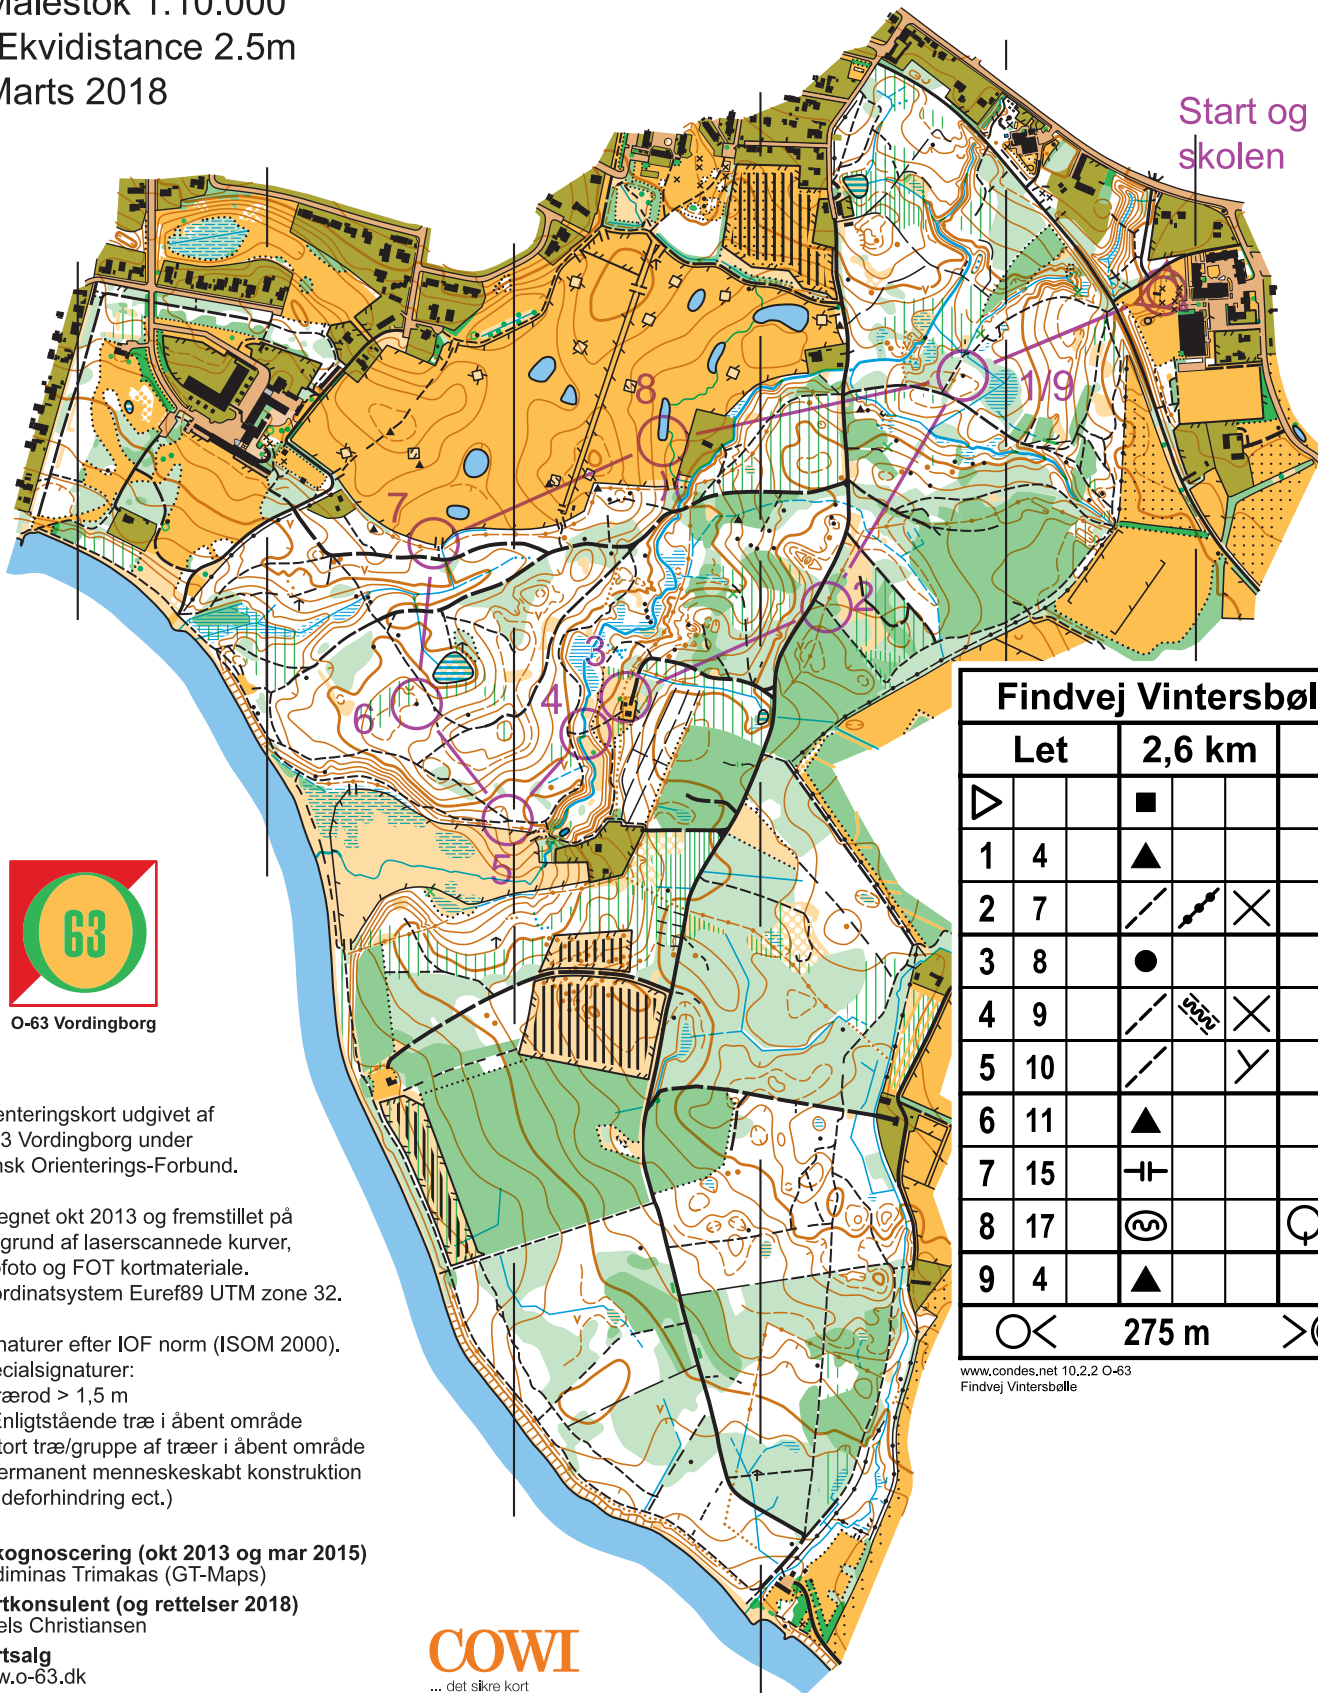 Målestok 1:10.000
Ekvidistance 2.5m
Marts 2018
Start og
skolen
1/9
8
7
2
3
4
6
5
Findvej Vintersbøl
Let 2,6 km
1 4
2 7
3 8
4 9
5 10
6 11
7 15
8 17
9 4
275 m
www.condes.net 10.2.2 O-63
Findvej Vintersbølle
63
O-63 Vordingborg
enteringskort udgivet af
3 Vordingborg under
nsk Orienterings-Forbund.
egnet okt 2013 og fremstillet på
grund af laserscannede kurver,
ofoto og FOT kortmateriale.
ordinatsystem Euref89 UTM zone 32.
naturer efter IOF norm (ISOM 2000).
ecialsignaturer:
rærod > 1,5 m
Enligtstående træ i åbent område
tort træ/gruppe af træer i åbent område
ermanent menneskeskabt konstruktion
deforhindring ect.)
kognoscering (okt 2013 og mar 2015)
diminas Trimakas (GT-Maps)
rtkonsulent (og rettelser 2018)
els Christiansen
rtsalg
w.o-63.dk
COWI
... det sikre kort